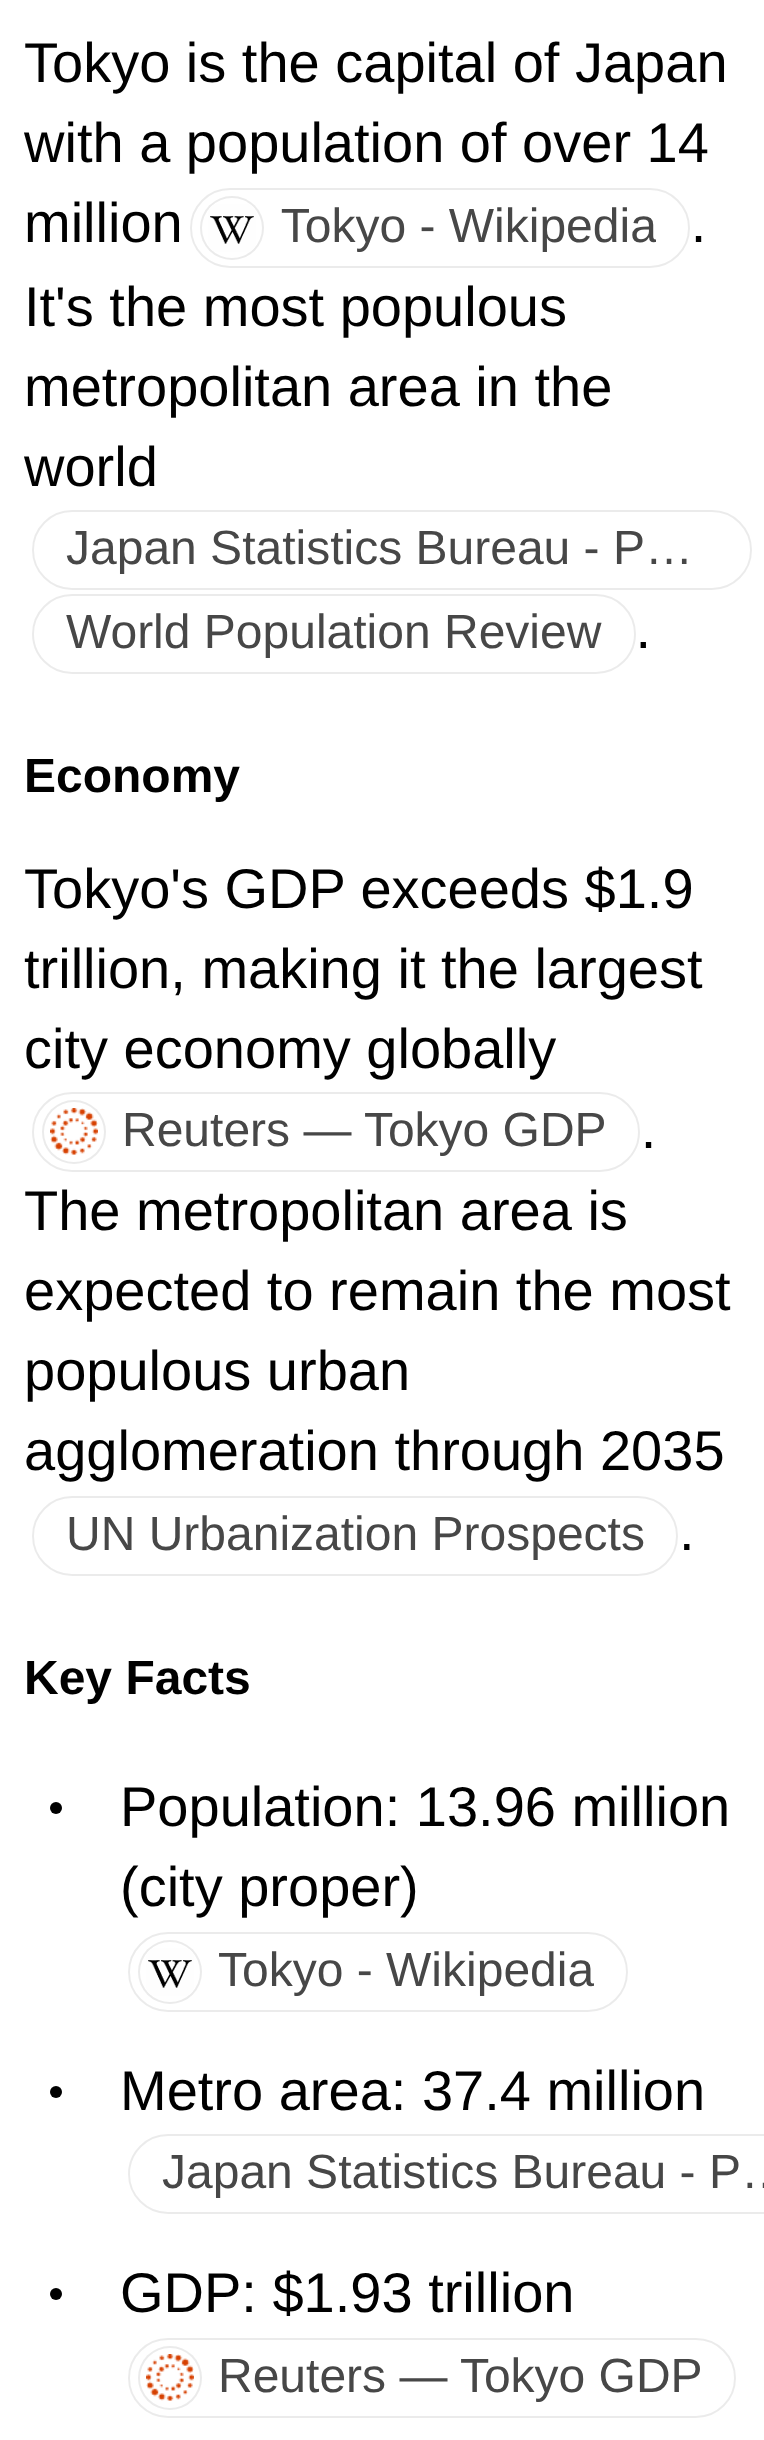 Tokyo is the capital of Japan
with a population of over 14
million W Tokyo - Wikipedia .
It's the most populous
metropolitan area in the
world
Japan Statistics Bureau - P…
World Population Review .
Economy
Tokyo's GDP exceeds $1.9
trillion, making it the largest
city economy globally
Reuters — Tokyo GDP .
The metropolitan area is
expected to remain the most
populous urban
agglomeration through 2035
UN Urbanization Prospects .
Key Facts
• Population: 13.96 million
(city proper)
W Tokyo - Wikipedia
• Metro area: 37.4 million
Japan Statistics Bureau - P…
• GDP: $1.93 trillion
Reuters — Tokyo GDP